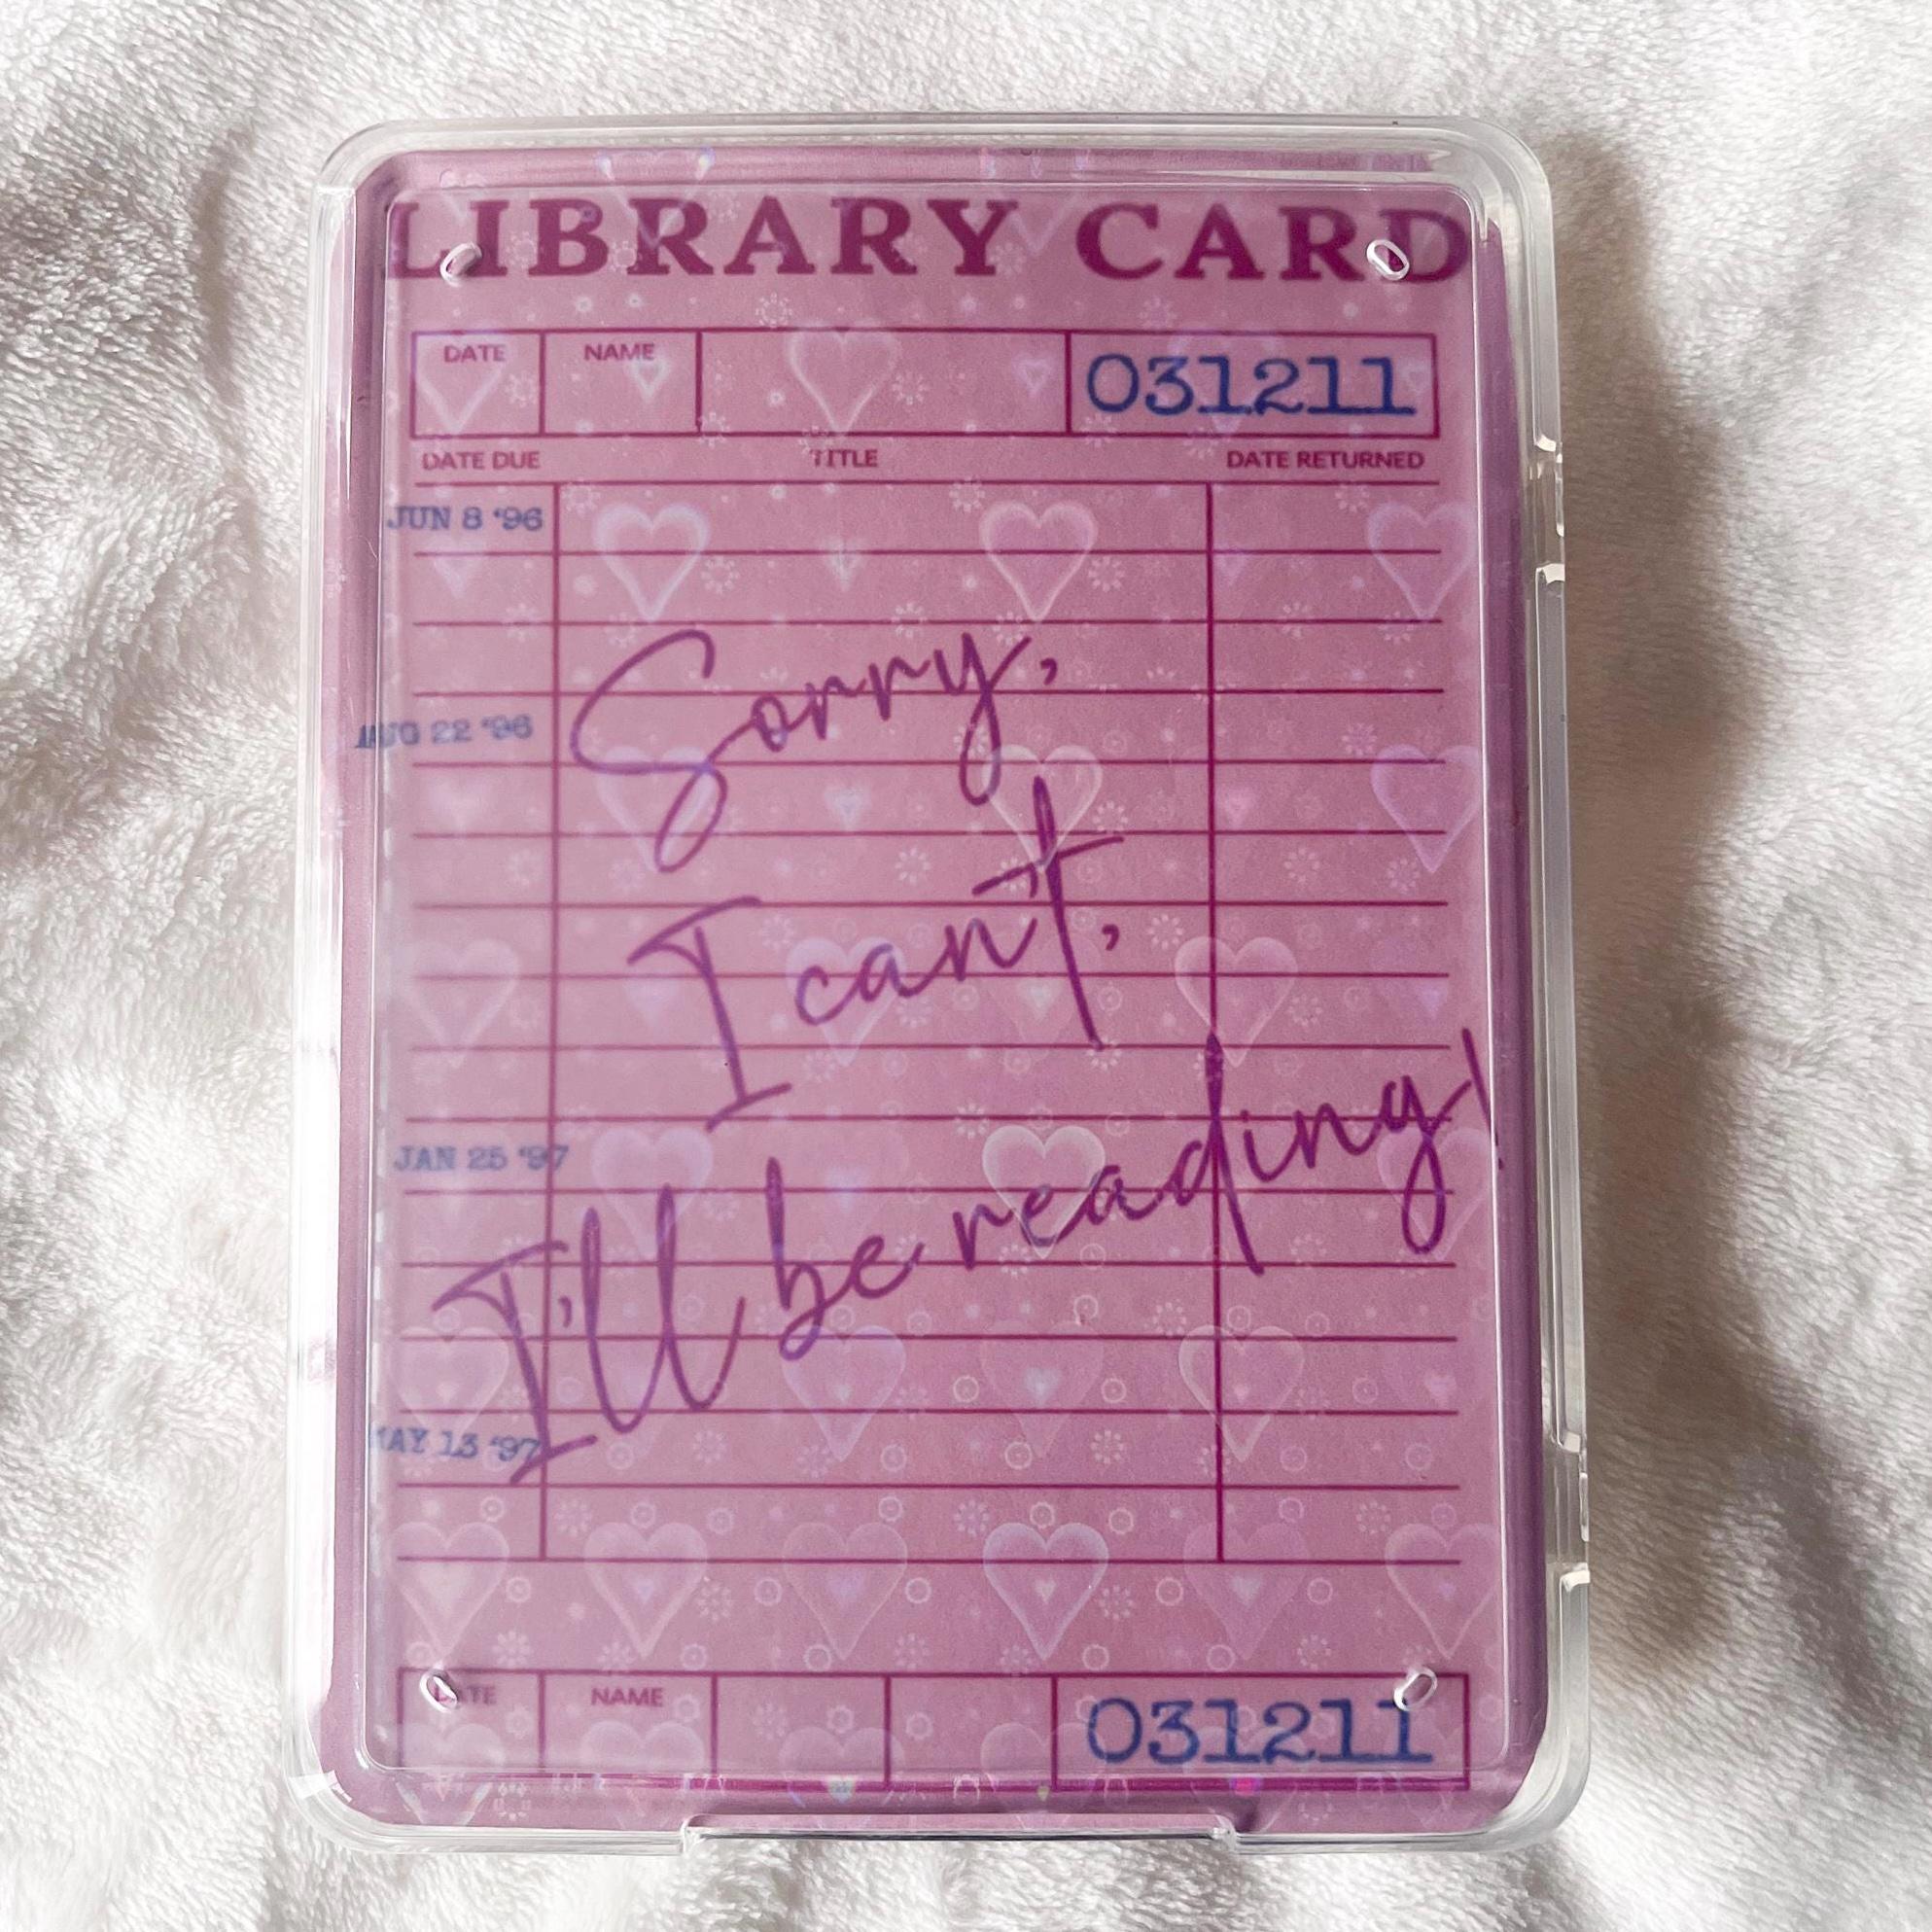 LIBRARY CARD
DATE NAME 031211
DATE DUE TITLE DATE RETURNED
JUN 8 '96
Sorry,
AUG 22 '96
I can't,
JAN 25 '97
I'll be reading!
MAY 13 '97
DATE NAME 031211